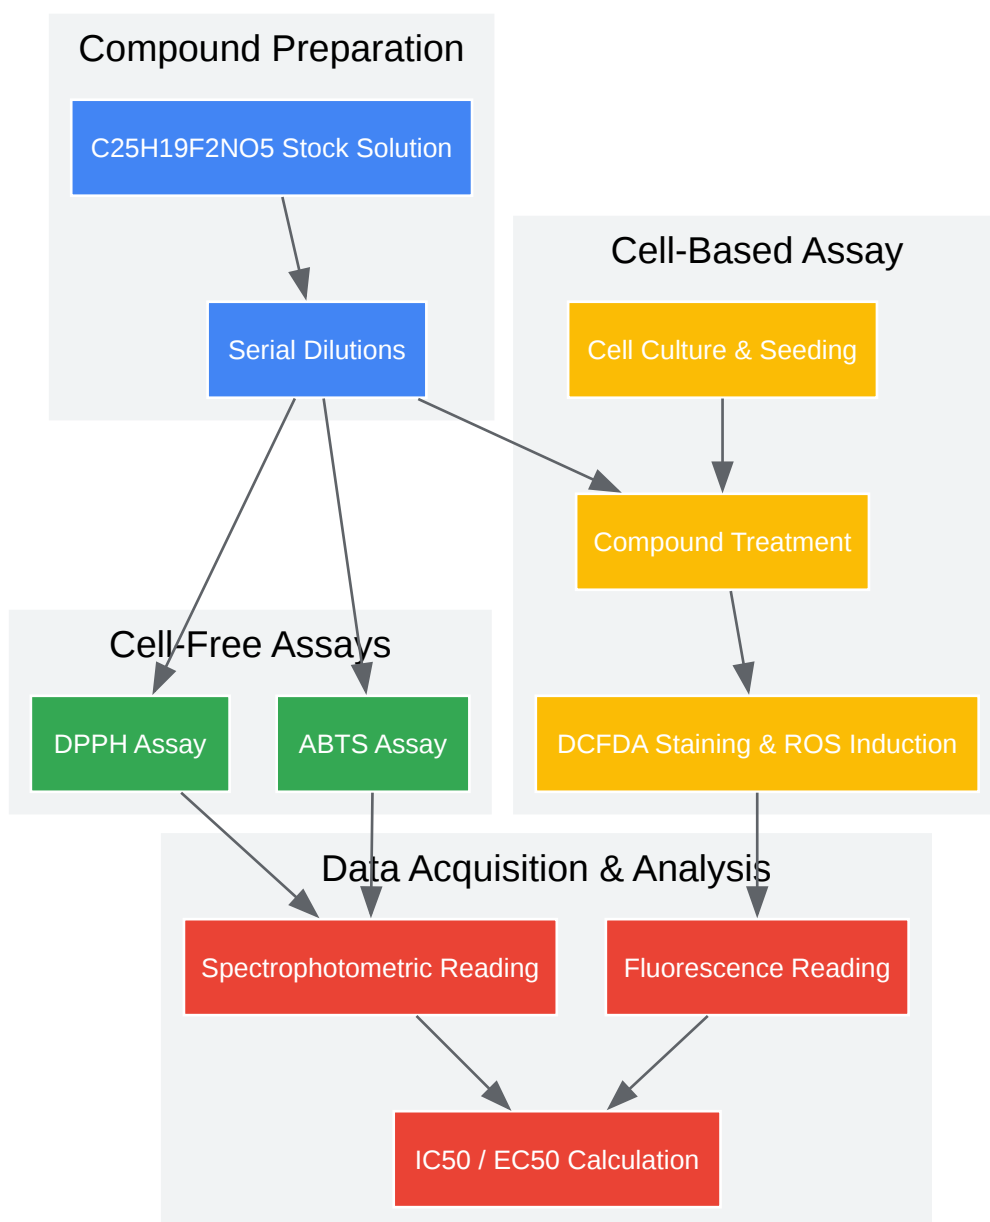 Compound Preparation
C25H19F2NO5 Stock Solution
Serial Dilutions
Cell-Based Assay
Cell Culture & Seeding
Compound Treatment
DCFDA Staining & ROS Induction
Cell-Free Assays
DPPH Assay
ABTS Assay
Data Acquisition & Analysis
Spectrophotometric Reading
Fluorescence Reading
IC50 / EC50 Calculation